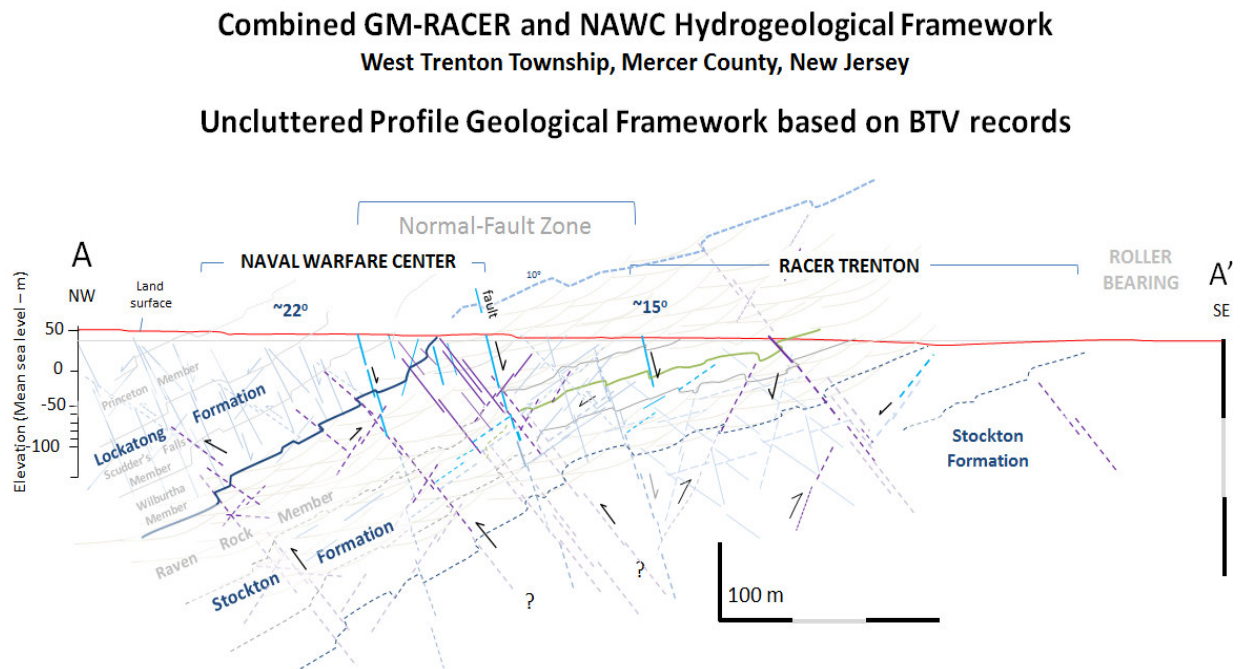 Combined GM-RACER and NAWC Hydrogeological Framework
West Trenton Township, Mercer County, New Jersey
Uncluttered Profile Geological Framework based on BTV records
Normal-Fault Zone
A
NW
Land
surface
NAVAL WARFARE CENTER
~22⁰
fault
10⁰
~15⁰
RACER TRENTON
ROLLER
BEARING
A'
SE
Elevation (Mean sea level – m)
50
0
-50
-100
Princeton Member
Lockatong Formation
Scudder's Falls
Member
Wilburtha
Member
Raven Rock Member
Stockton Formation
Stockton
Formation
?
?
100 m